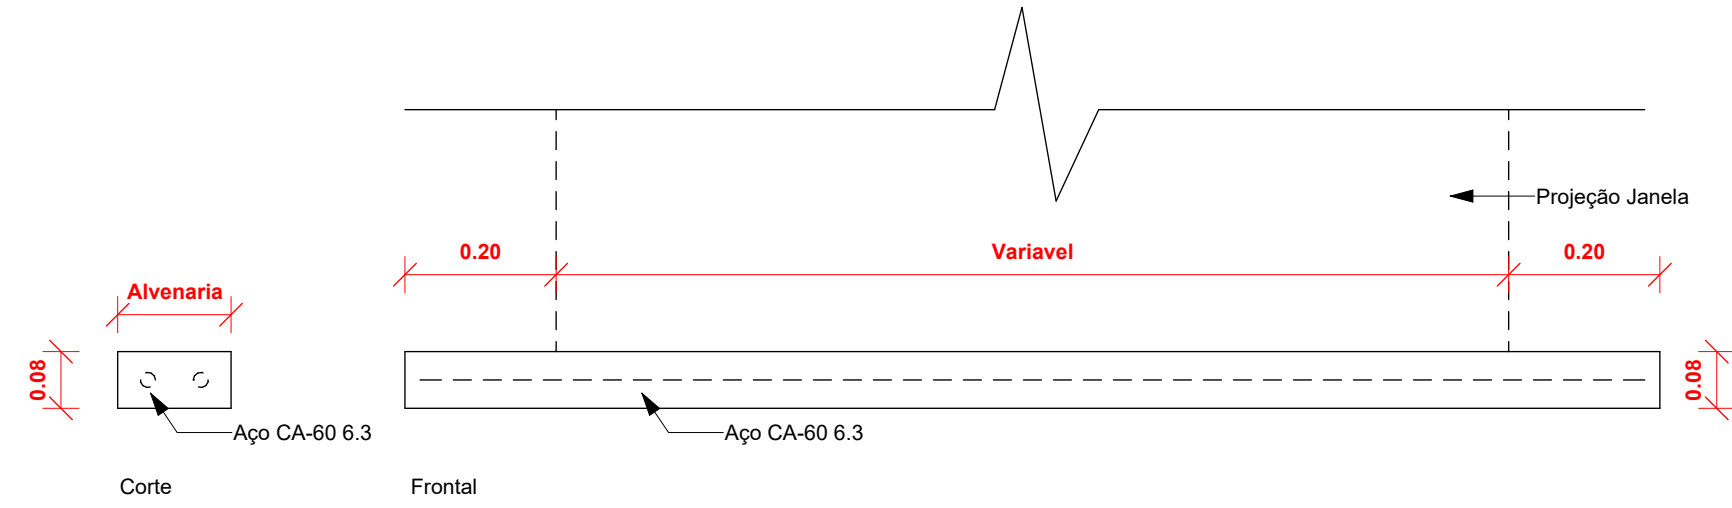 Projeção Janela
0.20
Variavel
0.20
Alvenaria
0.08
0.08
Aço CA-60 6.3
Aço CA-60 6.3
Corte
Frontal